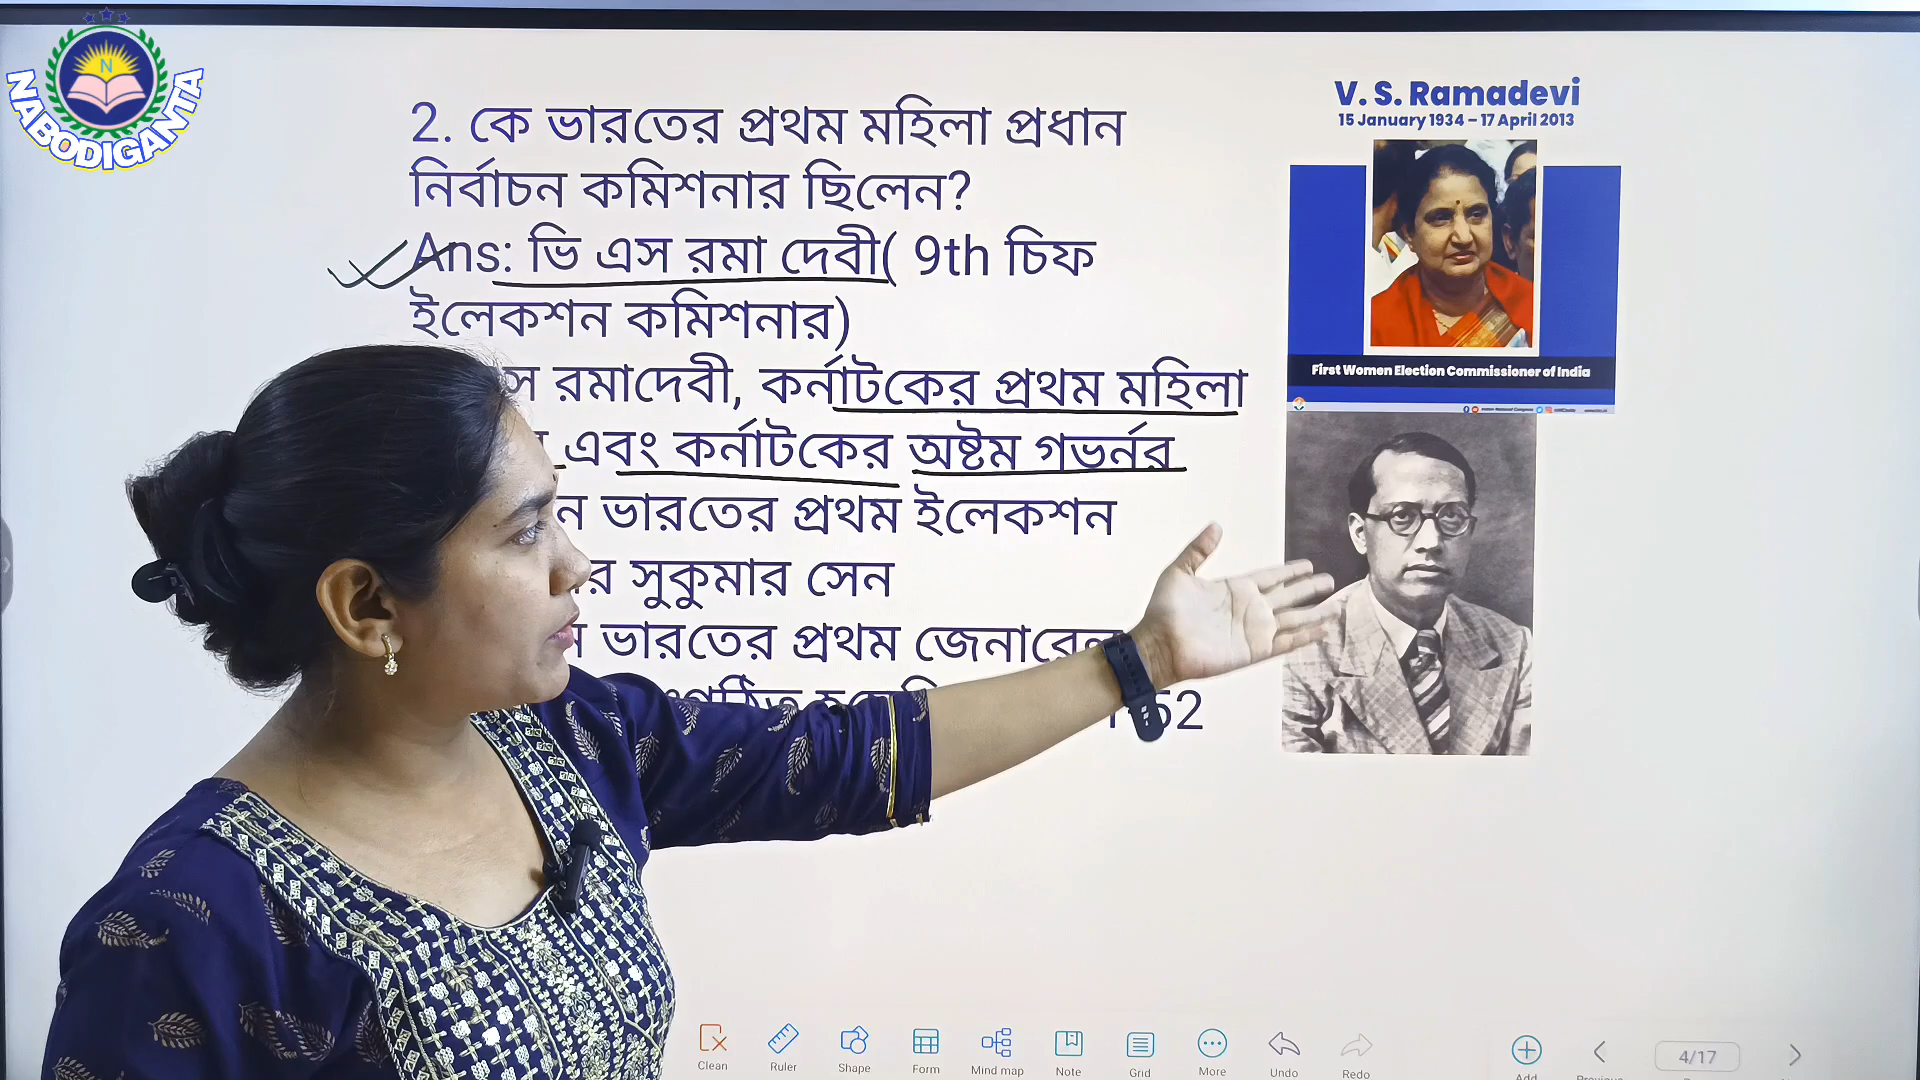 NABODIGANTA
N
2. কে ভারতের প্রথম মহিলা প্রধান
নির্বাচন কমিশনার ছিলেন?
Ans: ভি এস রমা দেবী( 9th চিফ
ইলেকশন কমিশনার)
রমাদেবী, কর্নাটকের প্রথম মহিলা
এবং কর্নাটকের অষ্টম গভর্নর
ভারতের প্রথম ইলেকশন
সুকুমার সেন
ভারতের প্রথম জেনারেল
V. S. Ramadevi
15 January 1934 – 17 April 2013
First Women Election Commissioner of India
Clean
Ruler
Shape
Form
Mind map
Note
Grid
More
Undo
Redo
Add
4/17